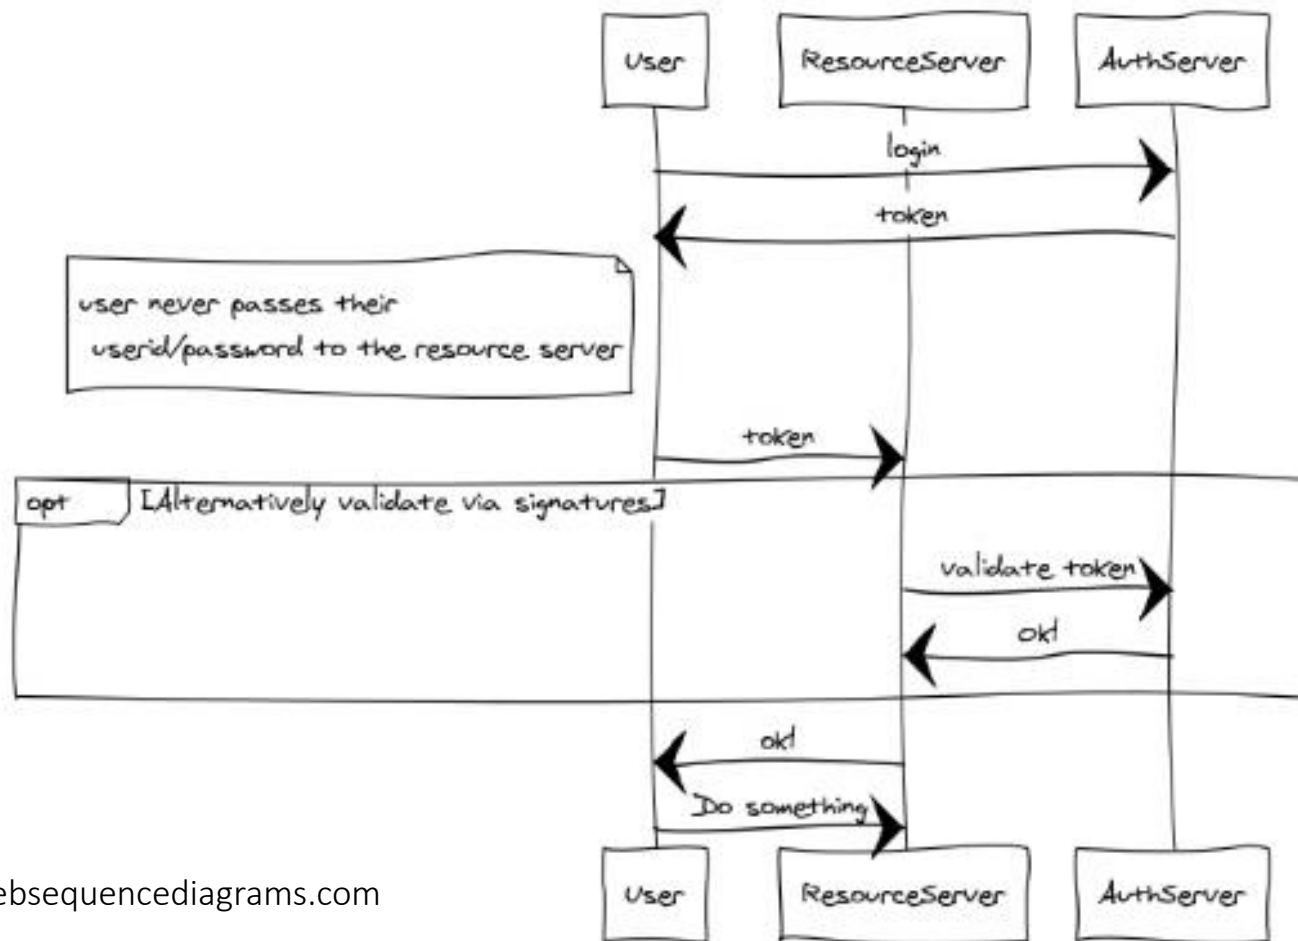 User
ResourceServer
AuthServer
login
token
user never passes their
userid/password to the resource server
token
opt
[Alternatively validate via signatures]
validate token
ok!
ok!
Do something
User
ResourceServer
AuthServer
ebsequencediagrams.com